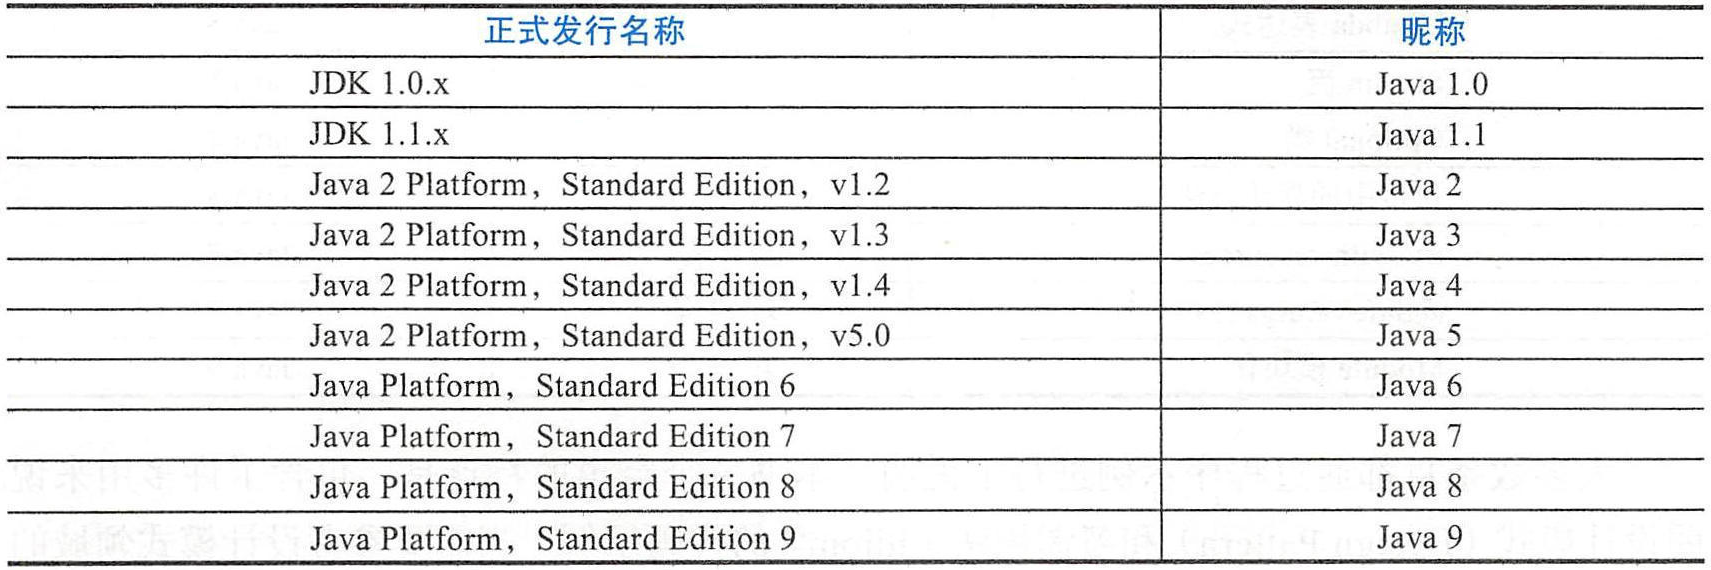 正式发行名称 昵称
JDK 1.0.x Java 1.0
JDK 1.1.x Java 1.1
Java 2 Platform，Standard Edition，v1.2 Java 2
Java 2 Platform，Standard Edition，v1.3 Java 3
Java 2 Platform，Standard Edition，v1.4 Java 4
Java 2 Platform，Standard Edition，v5.0 Java 5
Java Platform，Standard Edition 6 Java 6
Java Platform，Standard Edition 7 Java 7
Java Platform，Standard Edition 8 Java 8
Java Platform，Standard Edition 9 Java 9